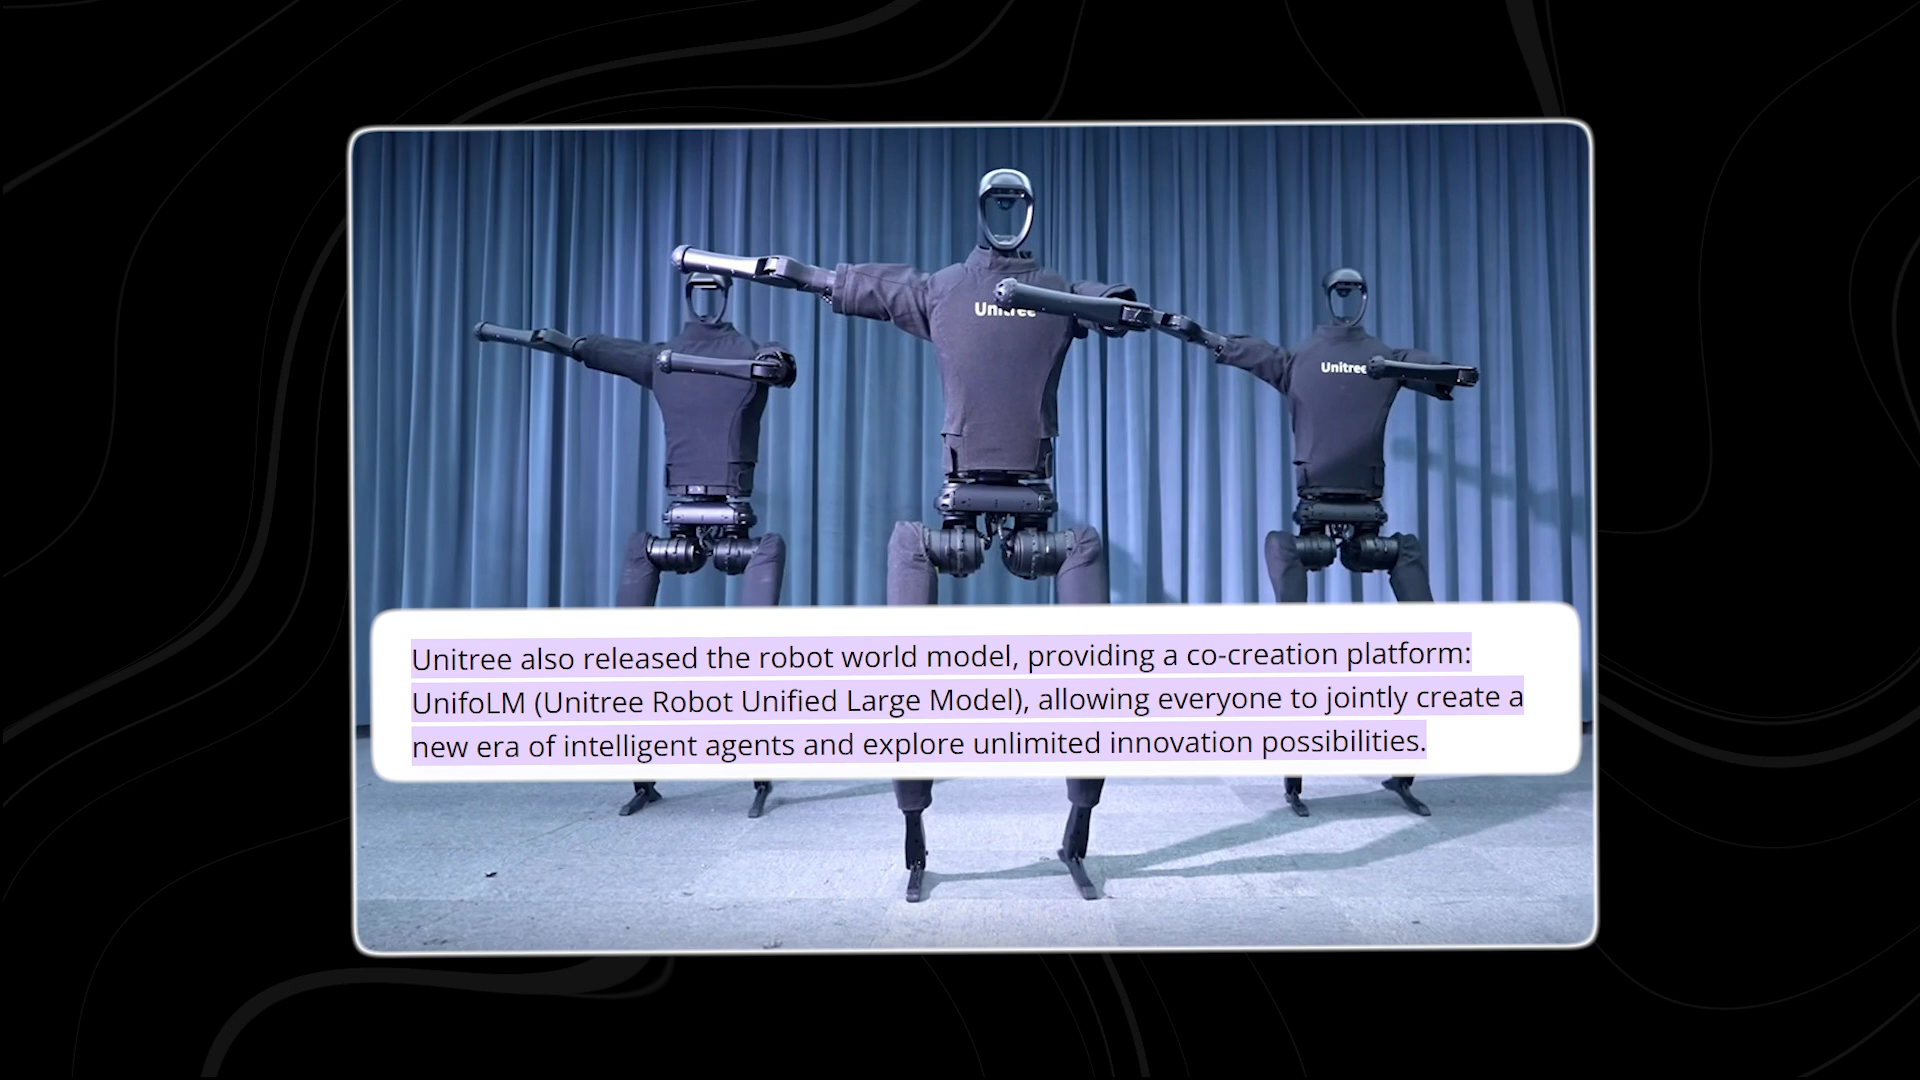 Unitree
Unitree
Unitree also released the robot world model, providing a co-creation platform:
UnifoLM (Unitree Robot Unified Large Model), allowing everyone to jointly create a
new era of intelligent agents and explore unlimited innovation possibilities.